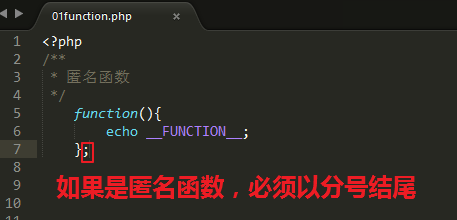 01function.php ×
1 <?php
2 /**
3 * 匿名函数
4 */
5 function(){
6 echo __FUNCTION__;
7 };
8
9
10
11
如果是匿名函数，必须以分号结尾